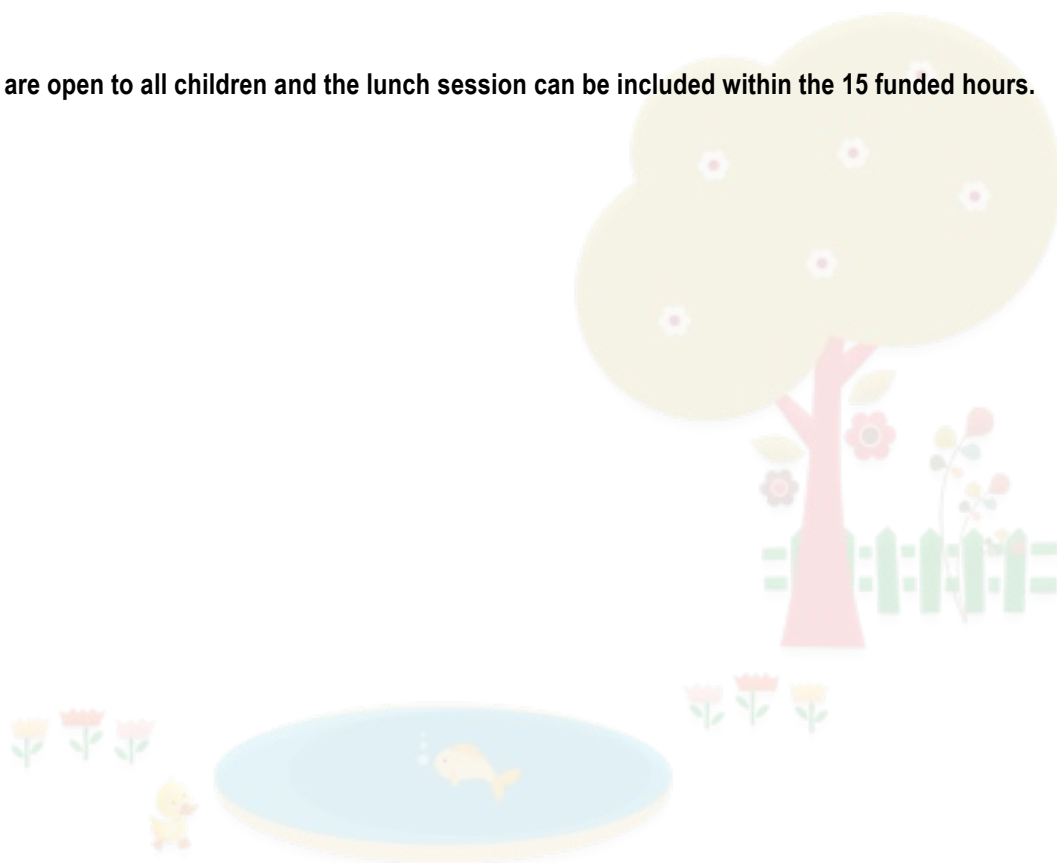 are open to all children and the lunch session can be included within the 15 funded hours.